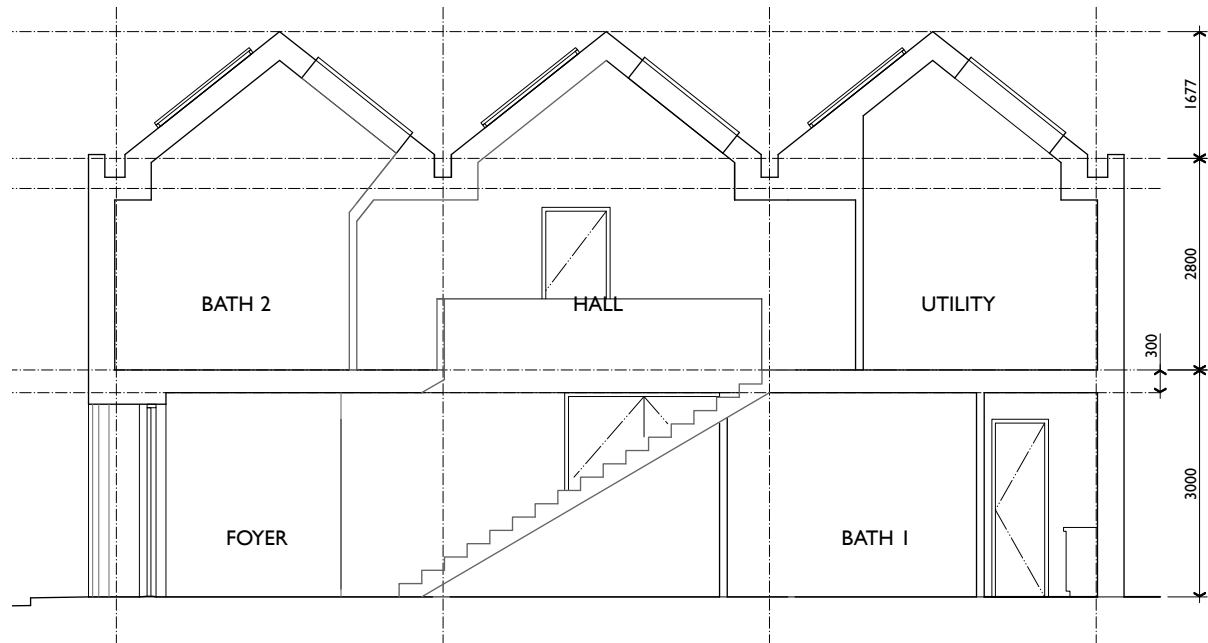 1677
2800
BATH 2
HALL
UTILITY
300
3000
FOYER
BATH 1